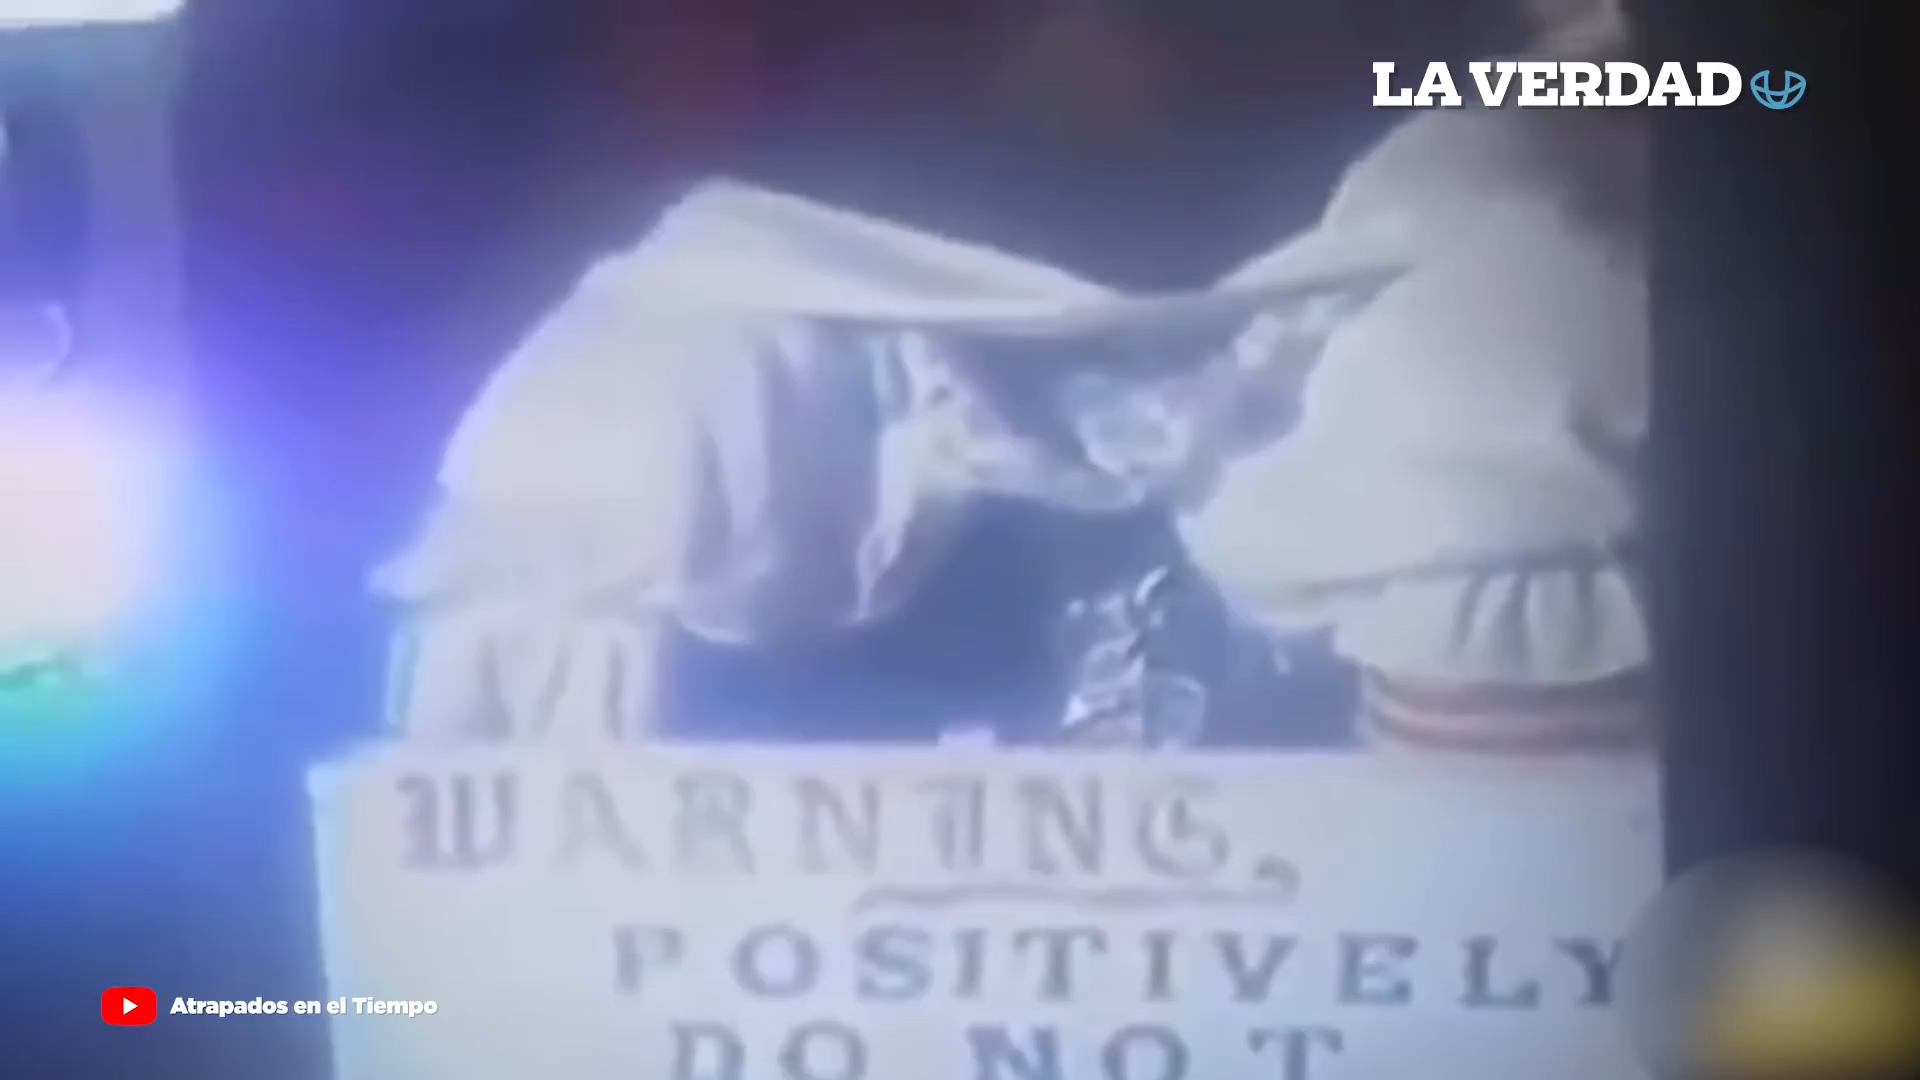 LA VERDAD
WARNING,
POSITIVELY
DO NOT
Atrapados en el Tiempo